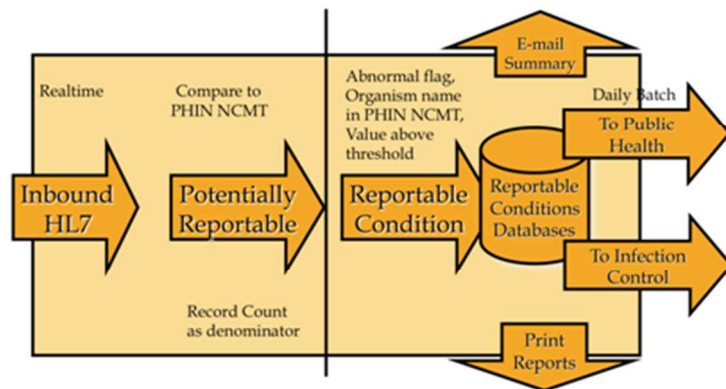 E-mail
Summary
Realtime
Compare to
PHIN NCMT
Abnormal flag,
Organism name
in PHIN NCMT,
Value above
threshold
Daily Batch
To Public
Health
Inbound
HL7
Potentially
Reportable
Reportable
Condition
Reportable
Conditions
Databases
To Infection
Control
Record Count
as denominator
Print
Reports